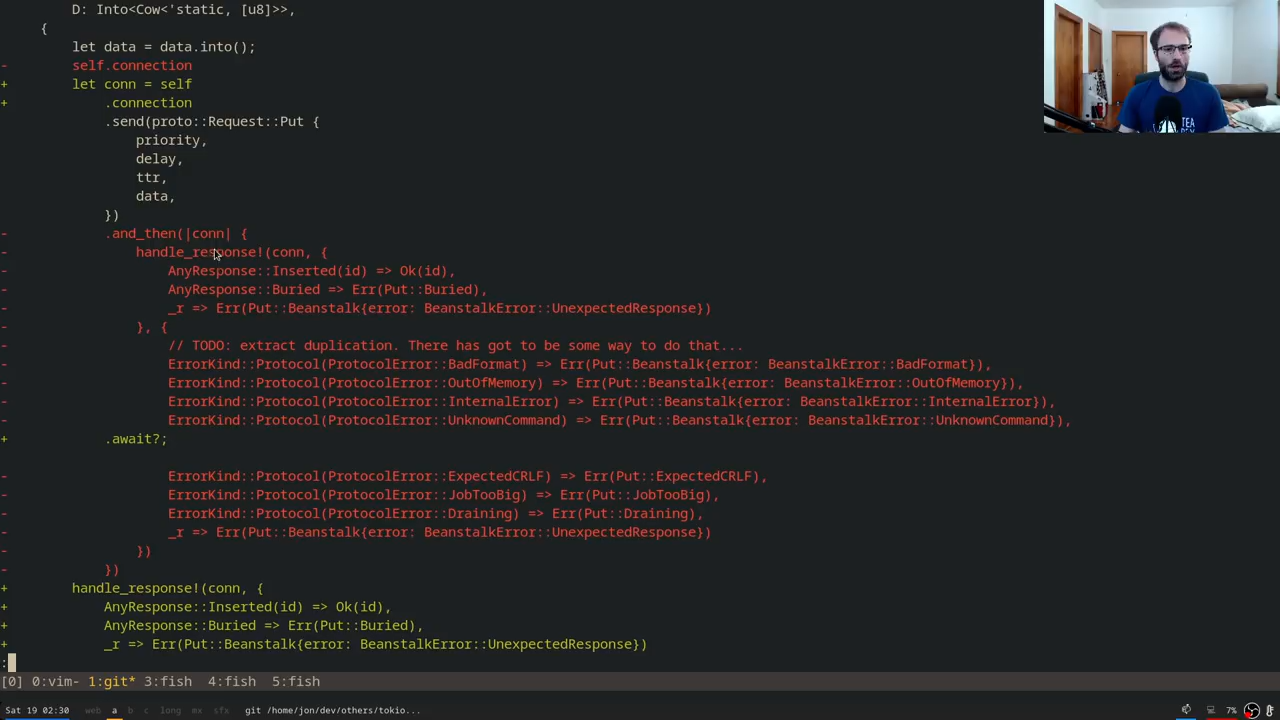 D: Into<Cow<'static, [u8]>>,
    {
        let data = data.into();
-        self.connection
+        let conn = self
+            .connection
             .send(proto::Request::Put {
                 priority,
                 delay,
                 ttr,
                 data,
             })
-            .and_then(|conn| {
-                handle_response!(conn, {
-                    AnyResponse::Inserted(id) => Ok(id),
-                    AnyResponse::Buried => Err(Put::Buried),
-                    _r => Err(Put::Beanstalk{error: BeanstalkError::UnexpectedResponse})
-                }, {
-                    // TODO: extract duplication. There has got to be some way to do that...
-                    ErrorKind::Protocol(ProtocolError::BadFormat) => Err(Put::Beanstalk{error: BeanstalkError::BadFormat}),
-                    ErrorKind::Protocol(ProtocolError::OutOfMemory) => Err(Put::Beanstalk{error: BeanstalkError::OutOfMemory}),
-                    ErrorKind::Protocol(ProtocolError::InternalError) => Err(Put::Beanstalk{error: BeanstalkError::InternalError}),
-                    ErrorKind::Protocol(ProtocolError::UnknownCommand) => Err(Put::Beanstalk{error: BeanstalkError::UnknownCommand}),
+            .await?;
-                    ErrorKind::Protocol(ProtocolError::ExpectedCRLF) => Err(Put::ExpectedCRLF),
-                    ErrorKind::Protocol(ProtocolError::JobTooBig) => Err(Put::JobTooBig),
-                    ErrorKind::Protocol(ProtocolError::Draining) => Err(Put::Draining),
-                    _r => Err(Put::Beanstalk{error: BeanstalkError::UnexpectedResponse})
-                })
-            })
+        handle_response!(conn, {
+            AnyResponse::Inserted(id) => Ok(id),
+            AnyResponse::Buried => Err(Put::Buried),
+            _r => Err(Put::Beanstalk{error: BeanstalkError::UnexpectedResponse})
:
[0] 0:vim- 1:git* 3:fish  4:fish  5:fish
Sat 19 02:30 web a b c long mx sfx git /home/jon/dev/others/tokio... 7%